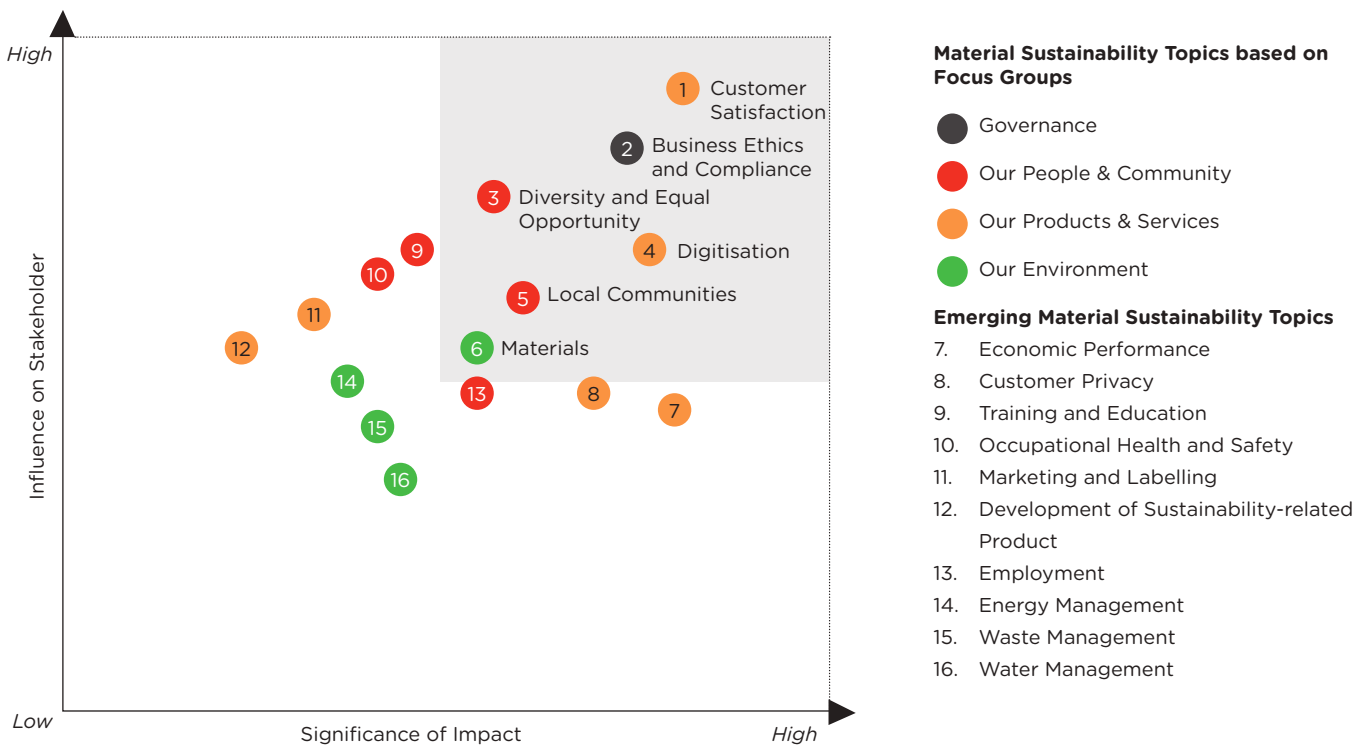 High
Influence on Stakeholder
Low
Significance of Impact
High
1
Customer
Satisfaction
2
Business Ethics
and Compliance
3
Diversity and Equal
Opportunity
4
Digitisation
9
10
5
Local Communities
11
12
6
Materials
14
13
8
7
15
16
Material Sustainability Topics based on
Focus Groups
Governance
Our People & Community
Our Products & Services
Our Environment
Emerging Material Sustainability Topics
7. Economic Performance
8. Customer Privacy
9. Training and Education
10. Occupational Health and Safety
11. Marketing and Labelling
12. Development of Sustainability-related
Product
13. Employment
14. Energy Management
15. Waste Management
16. Water Management